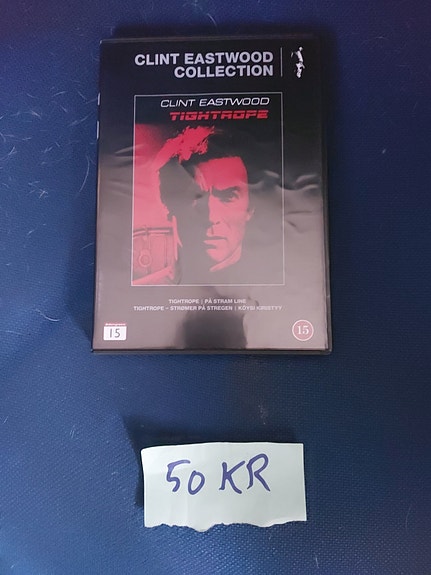 CLINT EASTWOOD
COLLECTION
CLINT EASTWOOD
TIGHTROPE
TIGHTROPE | PÅ STRAM LINE
TIGHTROPE – STRØMER PÅ STREGEN | KÖYSI KIRISTYY
15
15
50 KR